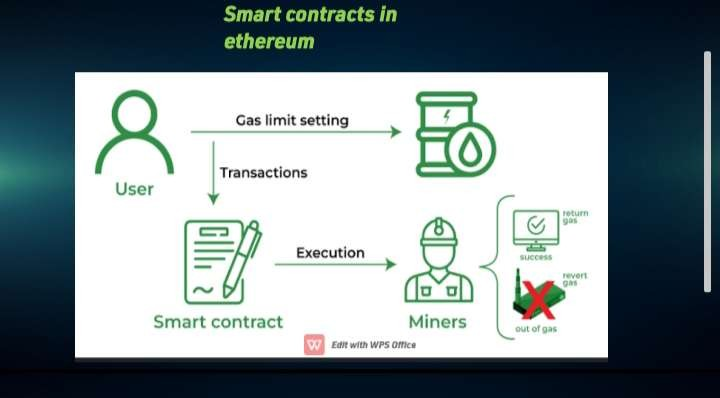 Smart contracts in
ethereum
Gas limit setting
Transactions
User
Execution
Smart contract
Miners
return
gas
success
revert
gas
out of gas
W Edit with WPS Office